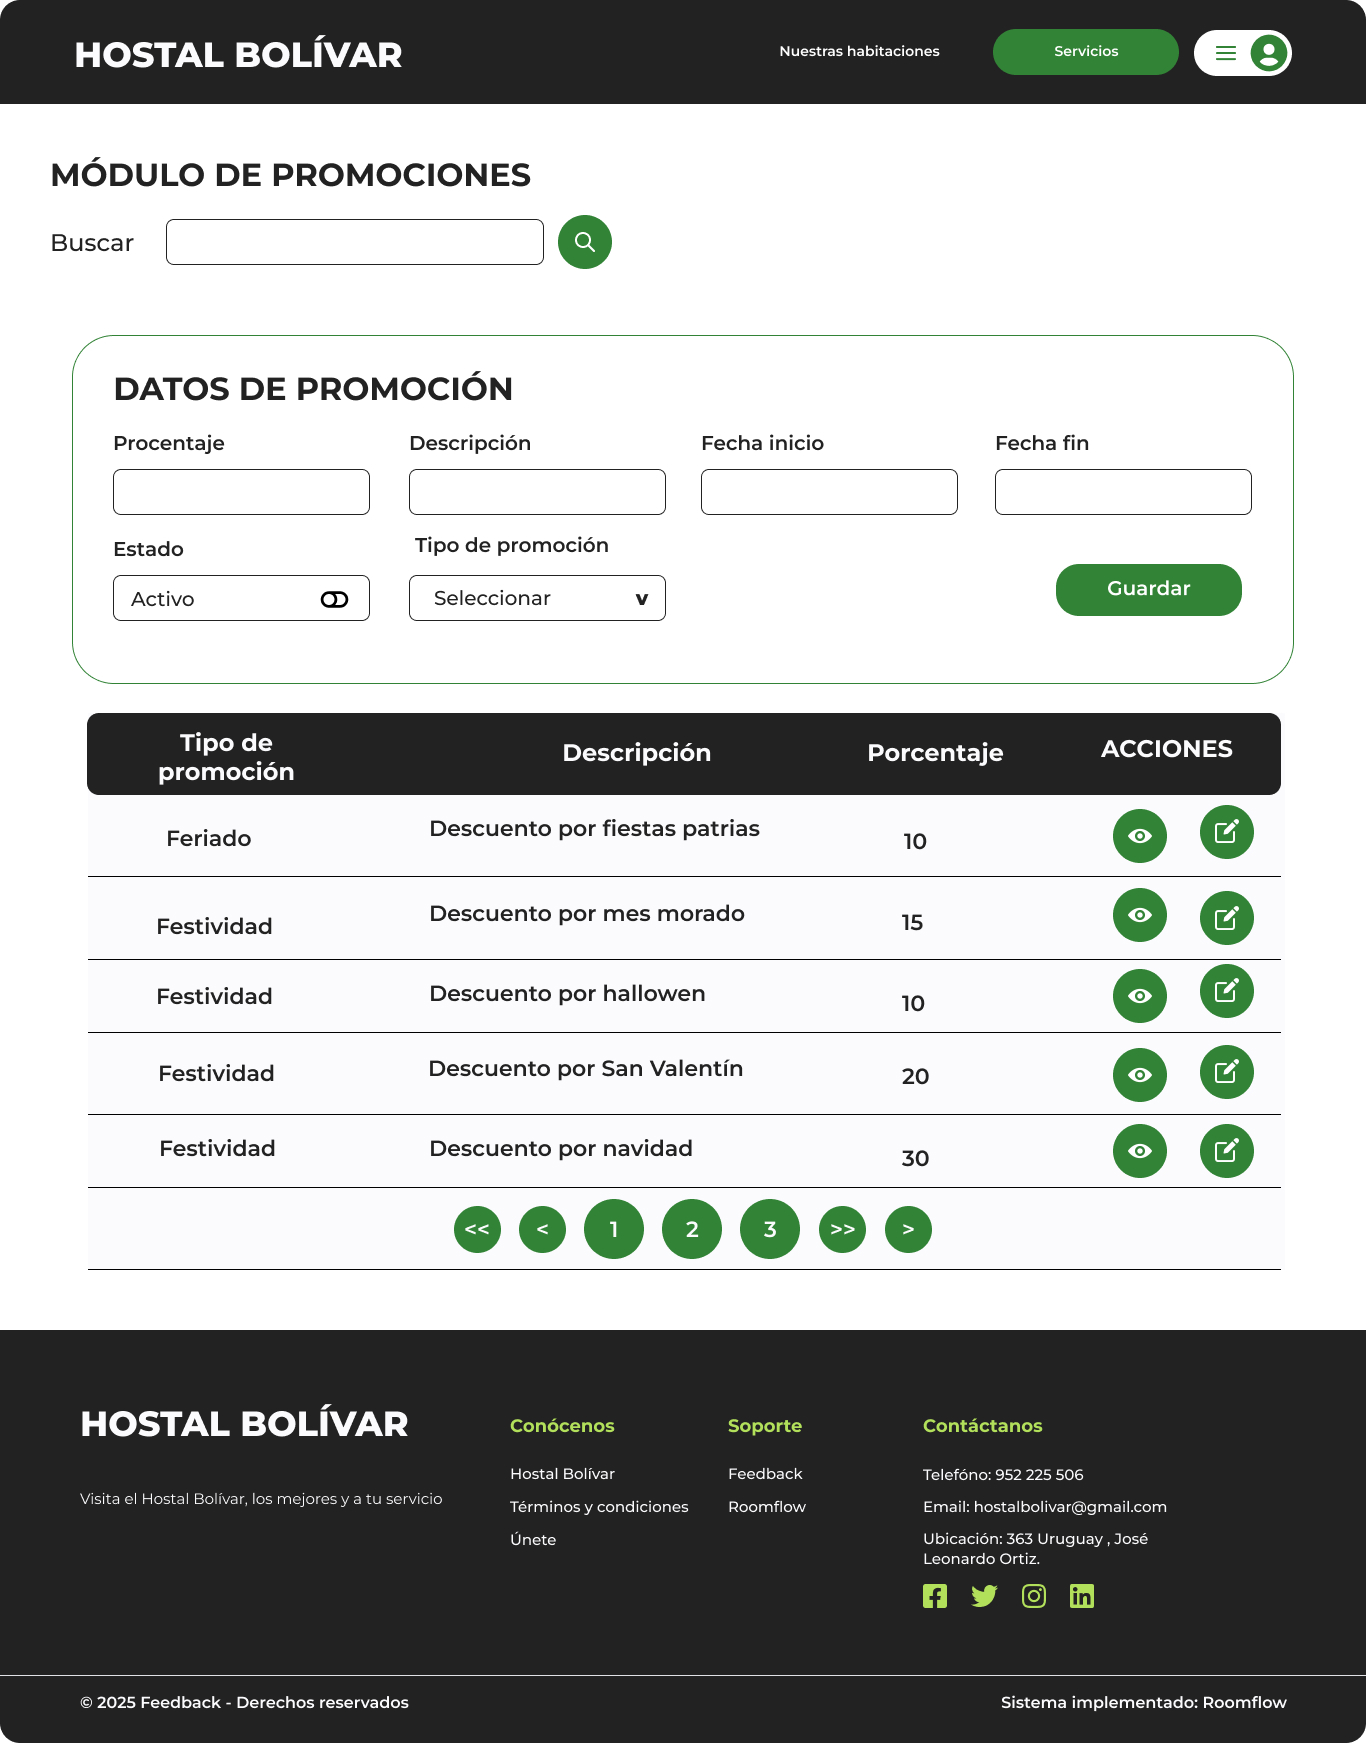 HOSTAL BOLÍVAR
Nuestras habitaciones
Servicios
MÓDULO DE PROMOCIONES
Buscar
DATOS DE PROMOCIÓN
Procentaje
Descripción
Fecha inicio
Fecha fin
Estado
Tipo de promoción
Activo
Seleccionar
v
Guardar
Tipo de
promoción
Descripción
Porcentaje
ACCIONES
Feriado
Descuento por fiestas patrias
10
Festividad
Descuento por mes morado
15
Festividad
Descuento por hallowen
10
Festividad
Descuento por San Valentín
20
Festividad
Descuento por navidad
30
<< < 1 2 3 >> >
HOSTAL BOLÍVAR
Visita el Hostal Bolívar, los mejores y a tu servicio
Conócenos
Hostal Bolívar
Términos y condiciones
Únete
Soporte
Feedback
Roomflow
Contáctanos
Telefóno: 952 225 506
Email: hostalbolivar@gmail.com
Ubicación: 363 Uruguay , José
Leonardo Ortiz.
© 2025 Feedback - Derechos reservados
Sistema implementado: Roomflow